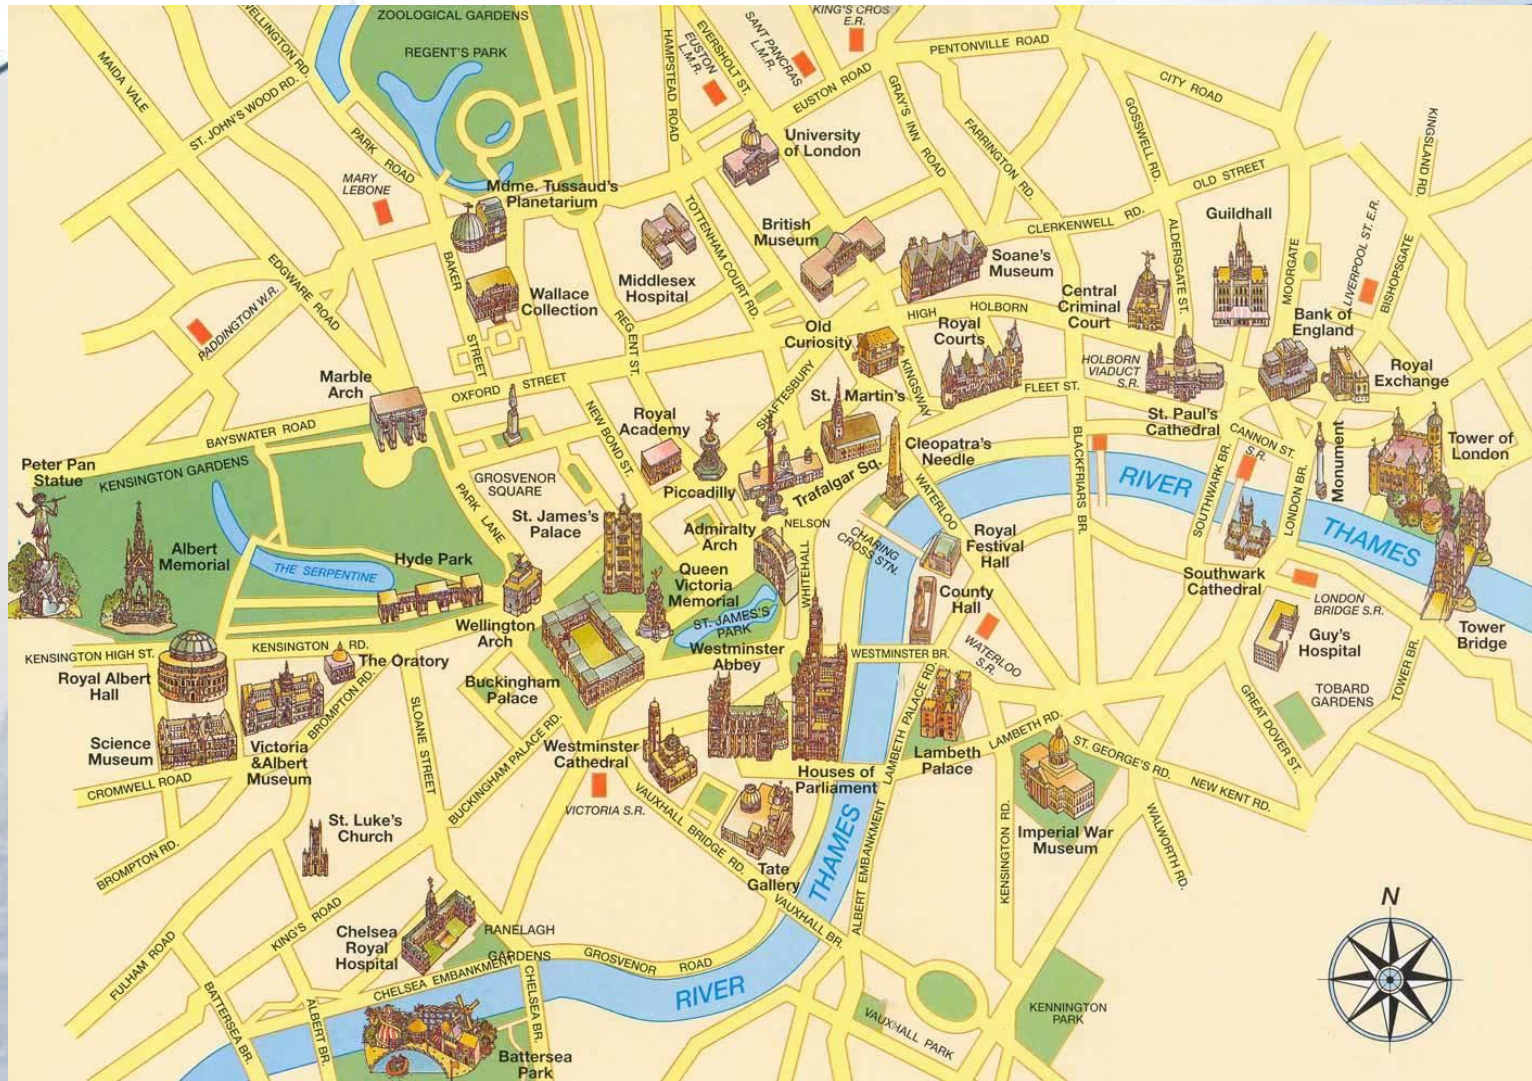 ZOOLOGICAL GARDENS
REGENT'S PARK
WELLINGTON RD.
MAIDA VALE
ST. JOHN'S WOOD RD.
PARK ROAD
MARY
LEBONE
HAMPSTEAD ROAD
EVERSHOLT ST.
EUSTON
L.M.R.
SANT PANCRAS
L.M.R.
KING'S CROS
E.R.
PENTONVILLE ROAD
CITY ROAD
EUSTON ROAD
GRAY'S INN ROAD
FARRINGTON RD.
GOSSWELL RD.
OLD STREET
KINGSLAND RD.
University
of London
Mdme. Tussaud's
Planetarium
British
Museum
Middlesex
Hospital
TOTTENHAM COURT RD.
Soane's
Museum
CLERKENWELL RD.
ALDERSGATE ST.
Guildhall
MOORGATE
LIVERPOOL ST. E.R.
BISHOPSGATE
EDGWARE ROAD
PADDINGTON W.R.
BAKER
STREET
Wallace
Collection
REGENT ST.
Old
Curiosity
HIGH HOLBORN
Royal
Courts
Central
Criminal
Court
HOLBORN
VIADUCT
S.R.
Bank of
England
Royal
Exchange
Marble
Arch
OXFORD STREET
BAYSWATER ROAD
NEW BOND ST.
Royal
Academy
SHAFTESBURY
St. Martin's
KINGSWAY
FLEET ST.
St. Paul's
Cathedral
CANNON ST.
S.R.
Monument
Tower of
London
Peter Pan
Statue
KENSINGTON GARDENS
PARK LANE
GROSVENOR
SQUARE
Piccadilly
Trafalgar Sq.
Cleopatra's
Needle
BLACKFRIARS BR.
RIVER
SOUTHWARK BR.
LONDON BR.
THAMES
St. James's
Palace
Admiralty
Arch
NELSON
WHITEHALL
CHARING
CROSS STN.
WATERLOO
Royal
Festival
Hall
Albert
Memorial
THE SERPENTINE
Hyde Park
Queen
Victoria
Memorial
ST. JAMES'S
PARK
County
Hall
WATERLOO
S.R.
Southwark
Cathedral
LONDON
BRIDGE S.R.
Guy's
Hospital
Tower
Bridge
TOWER BR.
Wellington
Arch
KENSINGTON HIGH ST.
KENSINGTON RD.
Royal Albert
Hall
The Oratory
Buckingham
Palace
Westminster
Abbey
WESTMINSTER BR.
LAMBETH PALACE RD.
TOBARD
GARDENS
GREAT DOVER ST.
Science
Museum
Victoria
&Albert
Museum
BROMPTON RD.
SLOANE STREET
BUCKINGHAM PALACE RD.
Westminster
Cathedral
VICTORIA S.R.
Houses of
Parliament
Lambeth
Palace
LAMBETH RD.
ST. GEORGE'S RD.
NEW KENT RD.
CROMWELL ROAD
BROMPTON RD.
St. Luke's
Church
VAUXHALL BRIDGE RD.
Tate
Gallery
THAMES
ALBERT EMBANKMENT
KENSINGTON RD.
Imperial War
Museum
WALWORTH RD.
FULHAM ROAD
KING'S ROAD
Chelsea
Royal
Hospital
RANELAGH
GARDENS
GROSVENOR ROAD
VAUXHALL BR.
CHELSEA EMBANKMENT
CHELSEA BR.
RIVER
BATTERSEA BR.
ALBERT BR.
Battersea
Park
VAUXHALL PARK
KENNINGTON
PARK
N